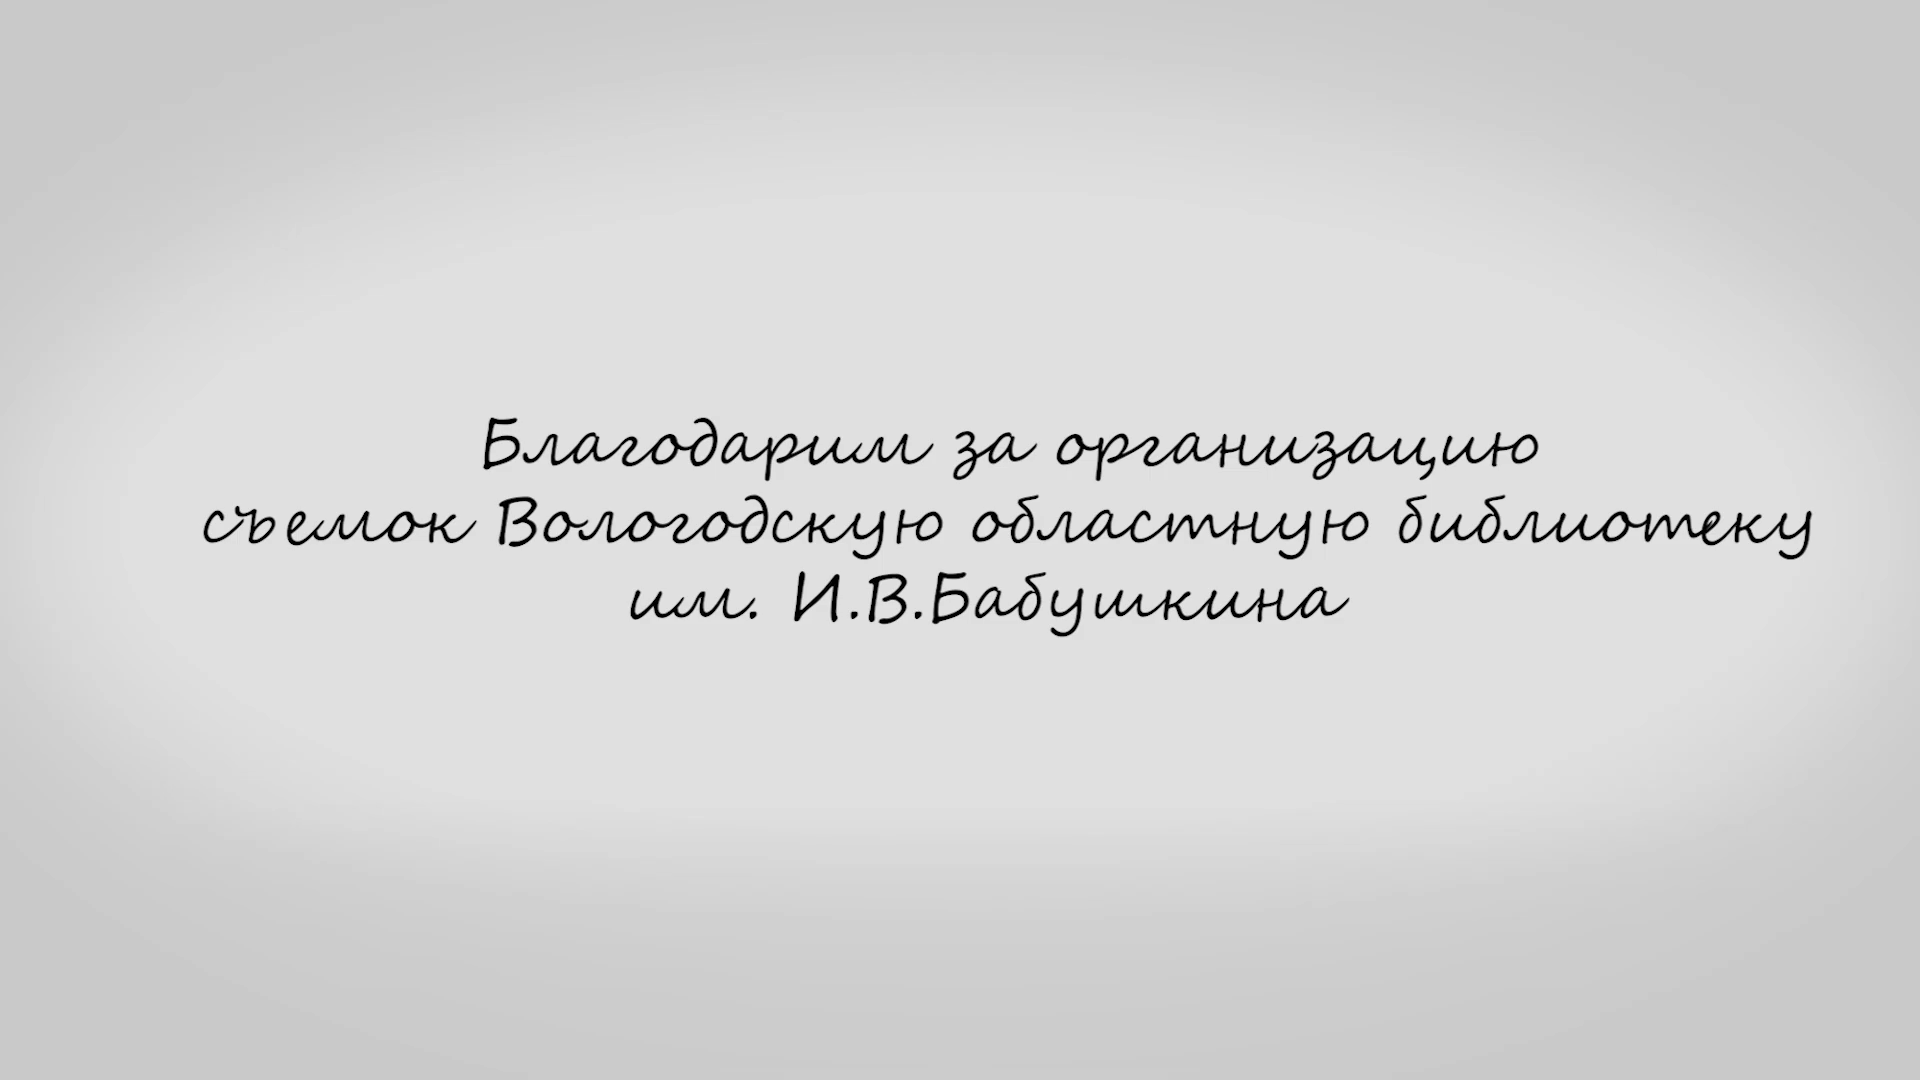 Благодарим за организацию
съемок Вологодскую областную библиотеку
им. И.В.Бабушкина